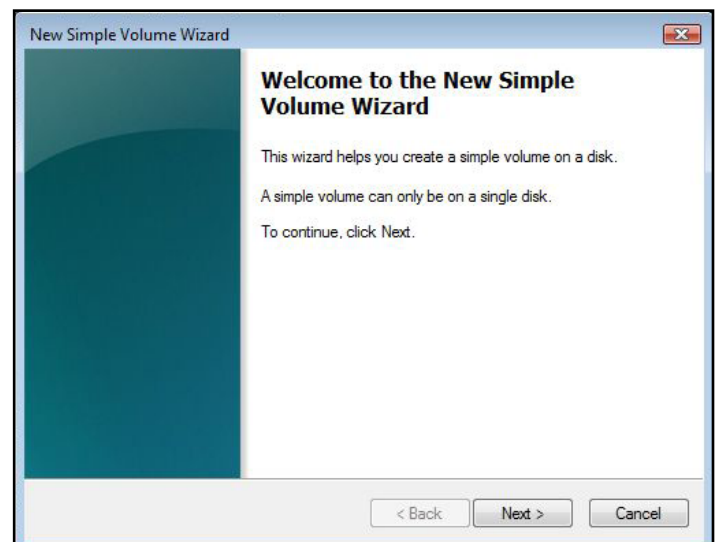 New Simple Volume Wizard
Welcome to the New Simple
Volume Wizard
This wizard helps you create a simple volume on a disk.
A simple volume can only be on a single disk.
To continue, click Next.
< Back
Next >
Cancel